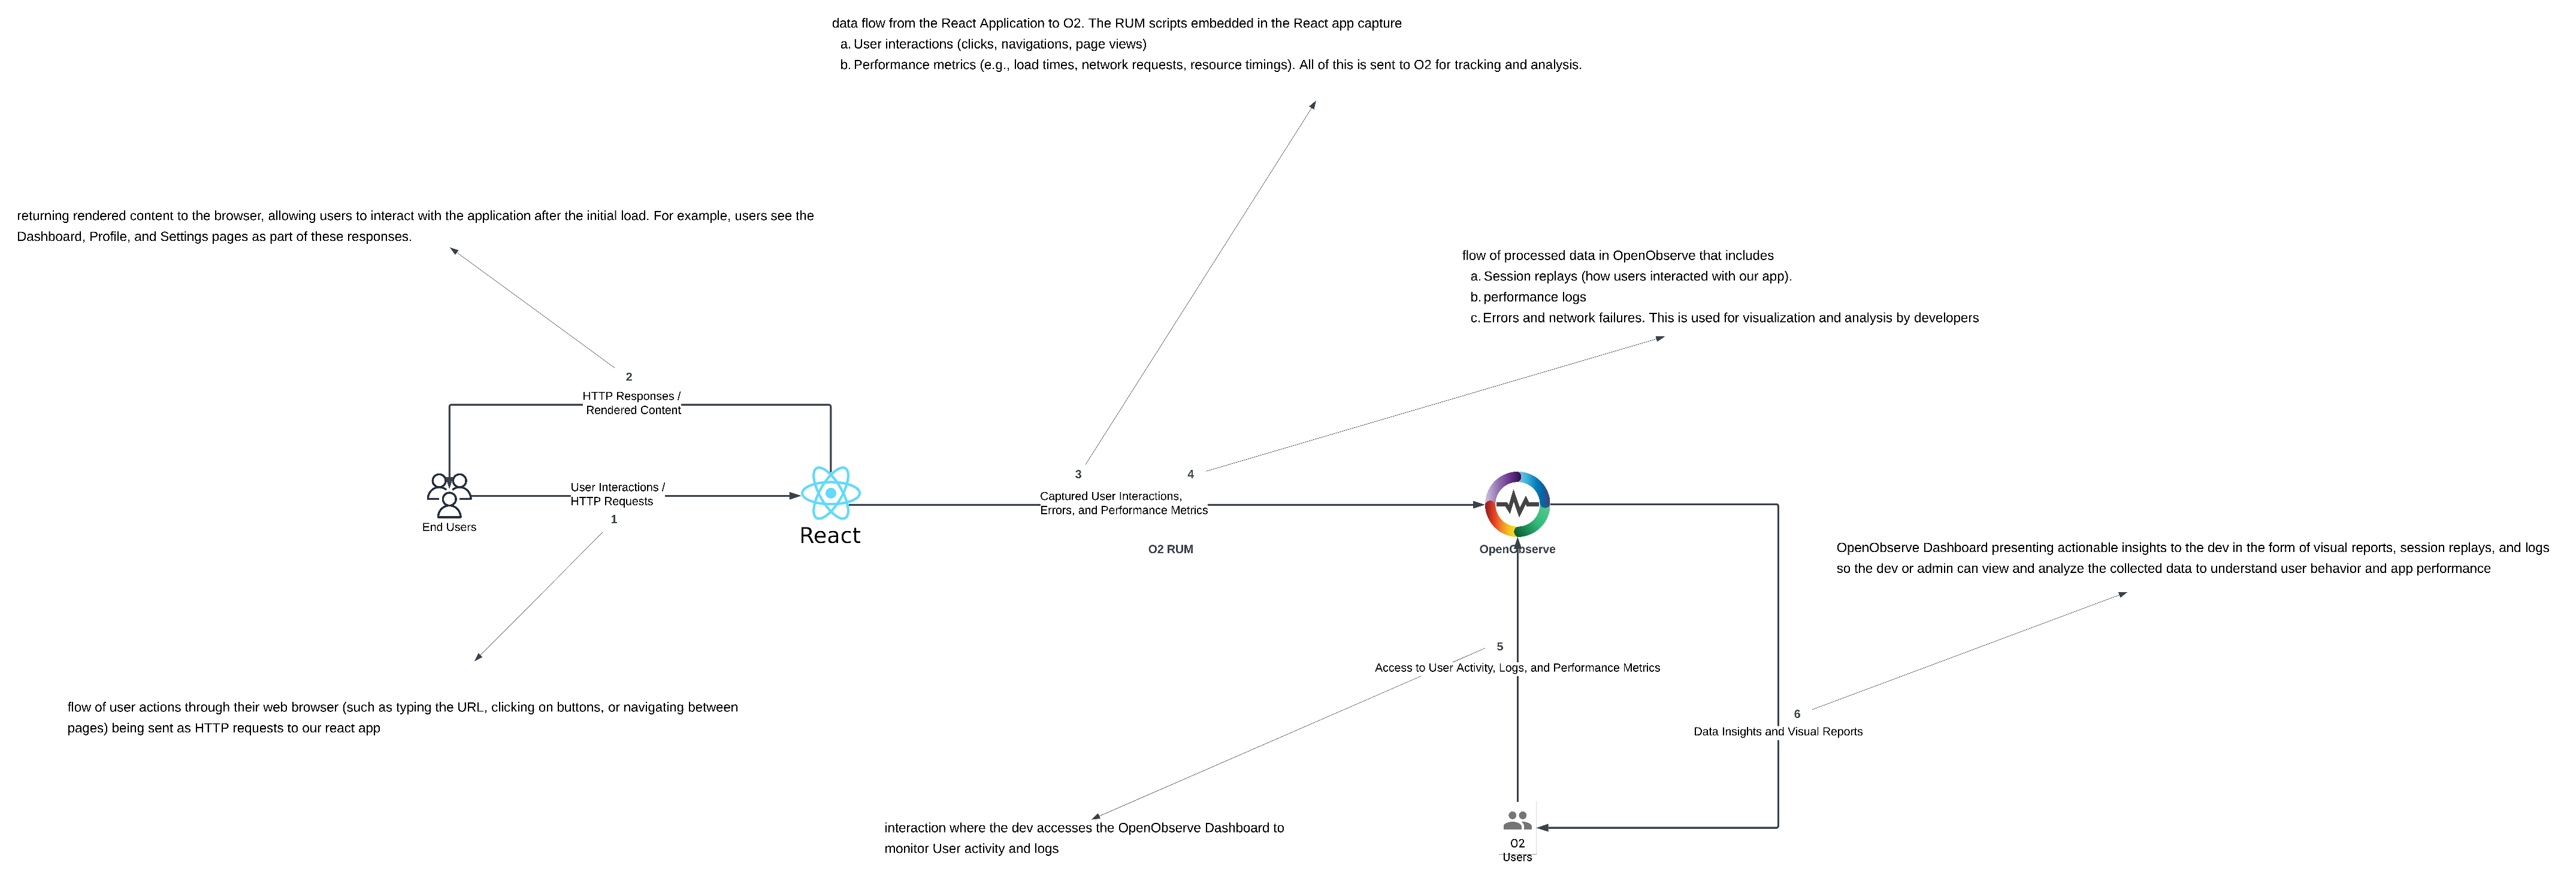 data flow from the React Application to O2. The RUM scripts embedded in the React app capture
a. User interactions (clicks, navigations, page views)
b. Performance metrics (e.g., load times, network requests, resource timings). All of this is sent to O2 for tracking and analysis.
returning rendered content to the browser, allowing users to interact with the application after the initial load. For example, users see the
Dashboard, Profile, and Settings pages as part of these responses.
flow of processed data in OpenObserve that includes
a. Session replays (how users interacted with our app).
b. performance logs
c. Errors and network failures. This is used for visualization and analysis by developers
2
HTTP Responses /
Rendered Content
3
4
User Interactions /
HTTP Requests
1
Captured User Interactions,
Errors, and Performance Metrics
End Users
React
O2 RUM
OpenObserve
OpenObserve Dashboard presenting actionable insights to the dev in the form of visual reports, session replays, and logs
so the dev or admin can view and analyze the collected data to understand user behavior and app performance
5
Access to User Activity, Logs, and Performance Metrics
flow of user actions through their web browser (such as typing the URL, clicking on buttons, or navigating between
pages) being sent as HTTP requests to our react app
6
Data Insights and Visual Reports
interaction where the dev accesses the OpenObserve Dashboard to
monitor User activity and logs
O2
Users